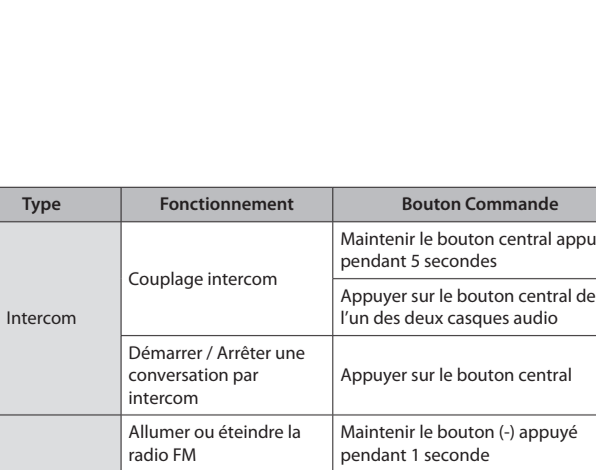 Type Fonctionnement Bouton Commande
Intercom
Couplage intercom
Maintenir le bouton central
pendant 5 secondes
Appuyer sur le bouton central de
l'un des deux casques audio
Démarrer / Arrêter une
conversation par
intercom
Appuyer sur le bouton central
Allumer ou éteindre la
radio FM
Maintenir le bouton (-) appuyé
pendant 1 seconde